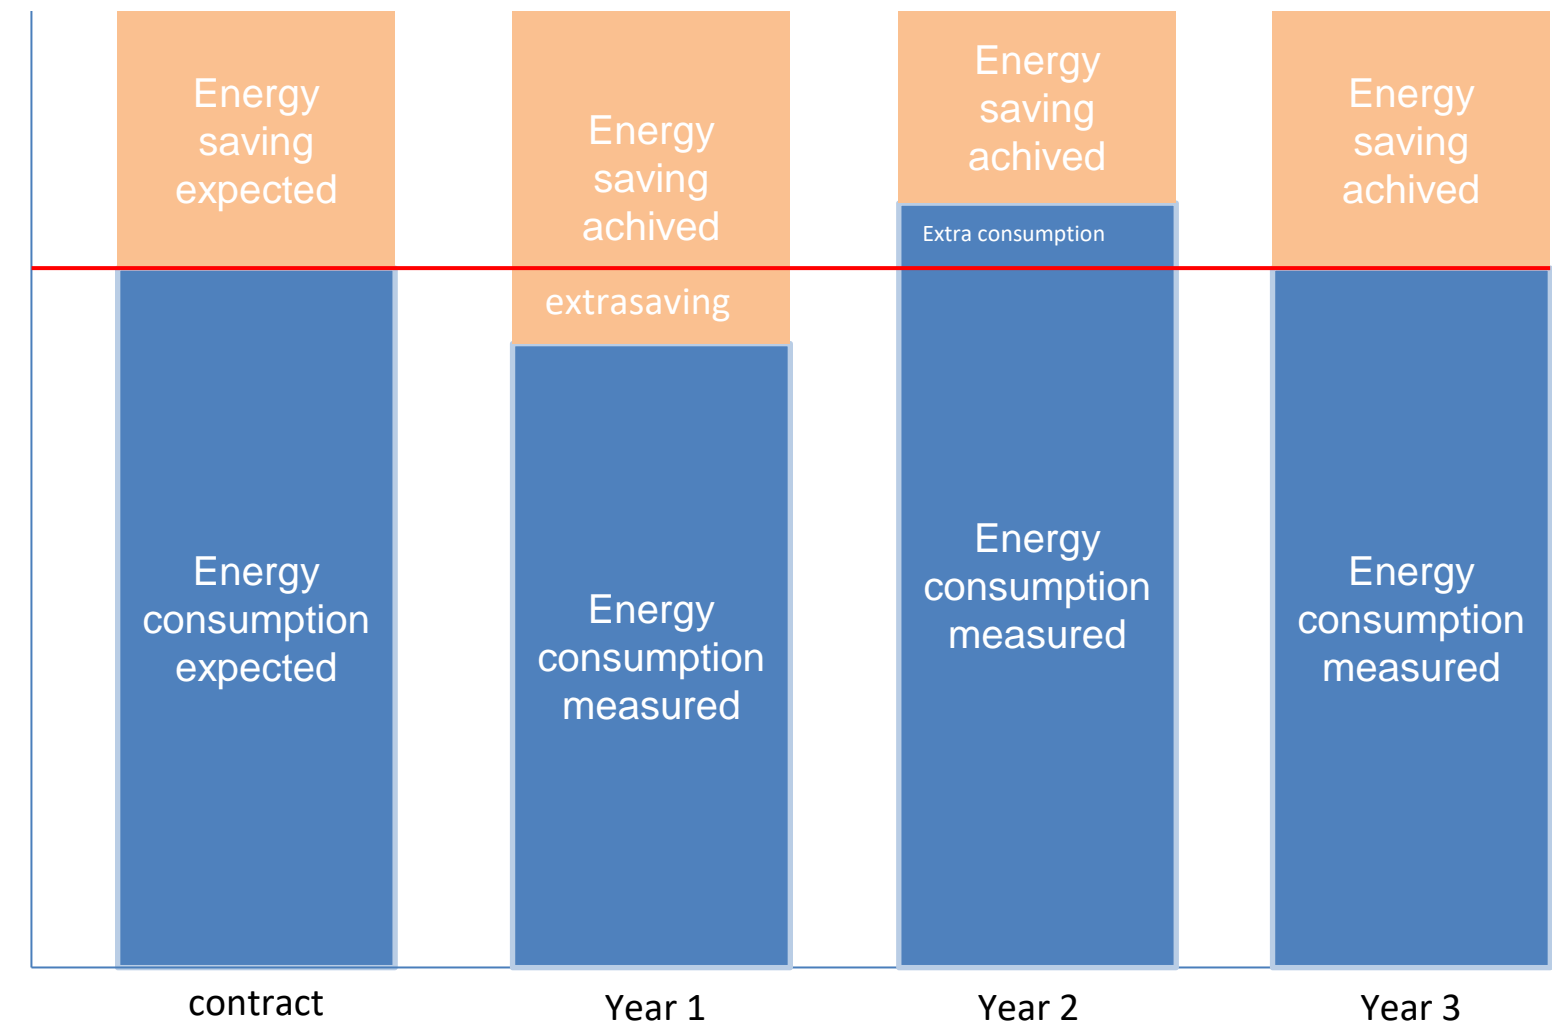 Energy
saving
expected
Energy
consumption
expected
contract
Energy
saving
achived
extrasaving
Energy
consumption
measured
Year 1
Energy
saving
achived
Extra consumption
Energy
consumption
measured
Year 2
Energy
saving
achived
Energy
consumption
measured
Year 3